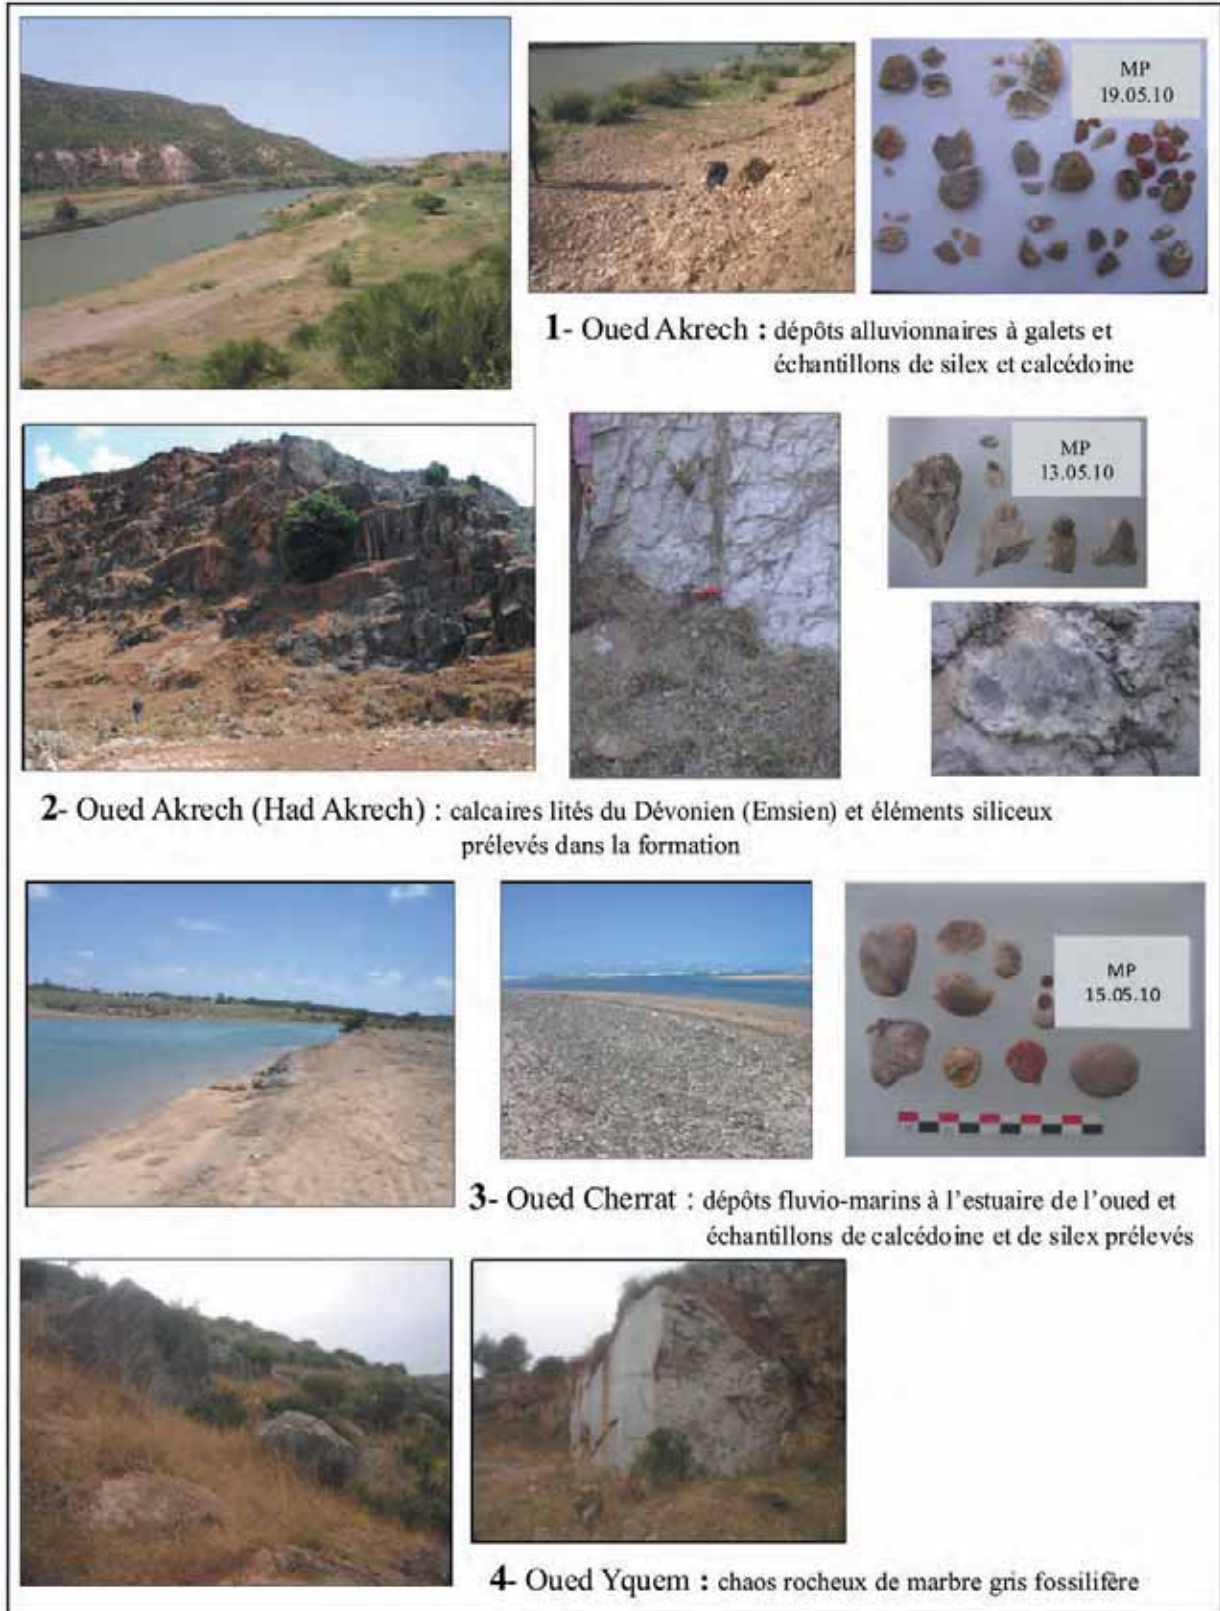 MP
19.05.10
1- Oued Akrech : dépôts alluvionnaires à galets et
échantillons de silex et calcédoine
MP
13.05.10
2- Oued Akrech (Had Akrech) : calcaires lités du Dévonien (Emsien) et éléments siliceux
prélevés dans la formation
MP
15.05.10
3- Oued Cherrat : dépôts fluvio-marins à l'estuaire de l'oued et
échantillons de calcédoine et de silex prélevés
4- Oued Yquem : chaos rocheux de marbre gris fossilifère